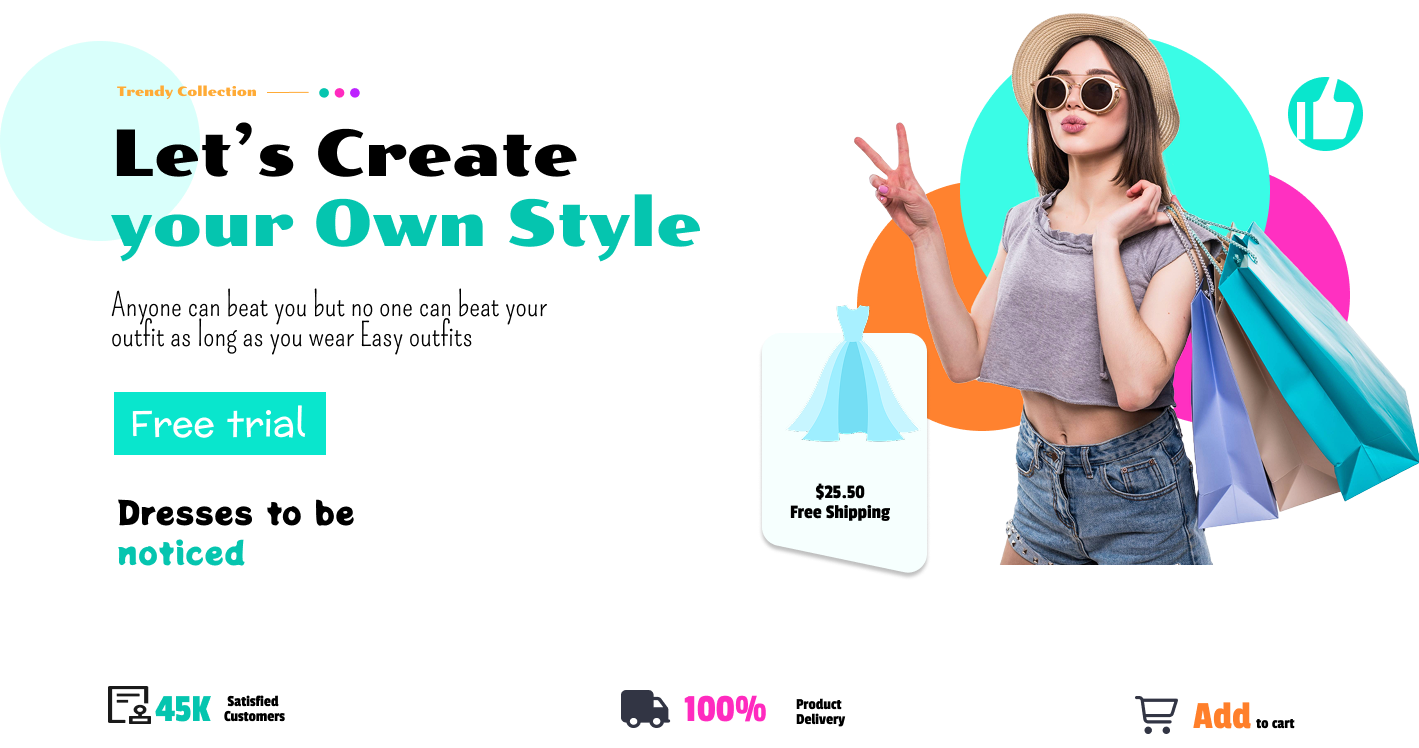 Trendy Collection
Let's Create
your Own Style
Anyone can beat you but no one can beat your
outfit as long as you wear Easy outfits
Free trial
Dresses to be
noticed
$25.50
Free Shipping
45K
Satisfied
Customers
100%
Product
Delivery
Add to cart